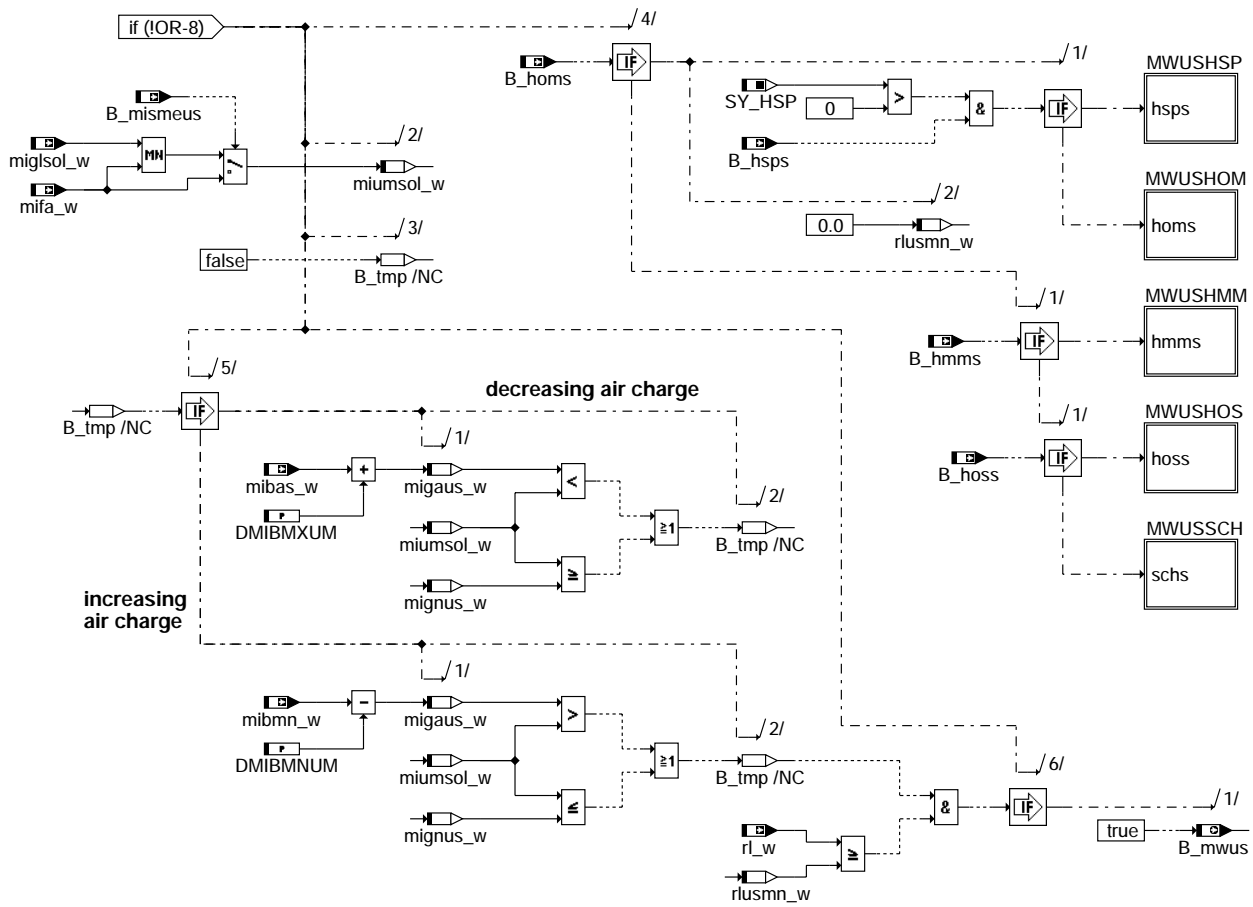 if (!OR-8)
4/
B_homs
IF
1/
MWUSHSP
SY_HSP
0
>
&
IF
hsps
B_hsps
B_mismeus
miglsol_w
MN
2/
miumsol_w
mifa_w
2/
0.0
rlusmn_w
MWUSHOM
homs
3/
false
B_tmp /NC
1/
MWUSHMM
B_hmms
IF
hmms
5/
B_tmp /NC
IF
decreasing air charge
1/
1/
MWUSHOS
B_hoss
IF
hoss
mibas_w
+
migaus_w
<
2/
DMIBMXUM
P
miumsol_w
≥1
B_tmp /NC
mignus_w
≥
MWUSSCH
schs
increasing
air charge
1/
mibmn_w
−
migaus_w
>
2/
DMIBMNUM
P
miumsol_w
≥1
B_tmp /NC
6/
mignus_w
≤
&
IF
1/
rl_w
≥
true
B_mwus
rlusmn_w